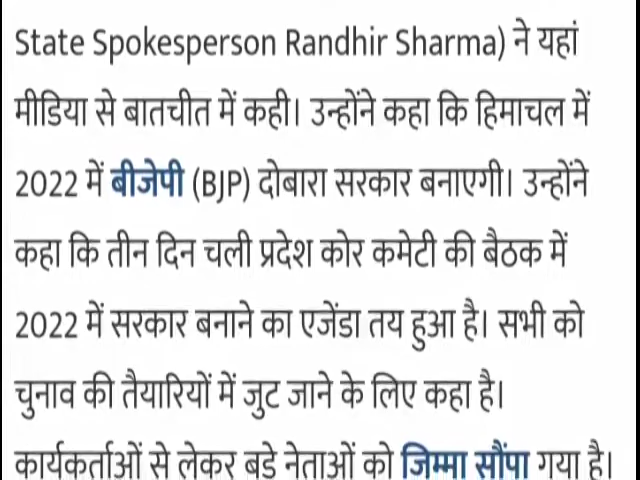 State Spokesperson Randhir Sharma) ने यहां
मीडिया से बातचीत में कही। उन्होंने कहा कि हिमाचल में
2022 में बीजेपी (BJP) दोबारा सरकार बनाएगी। उन्होंने
कहा कि तीन दिन चली प्रदेश कोर कमेटी की बैठक में
2022 में सरकार बनाने का एजेंडा तय हुआ है। सभी को
चुनाव की तैयारियों में जुट जाने के लिए कहा है।
कार्यकर्ताओं से लेकर बडे नेताओं को जिम्मा सौंपा गया है।